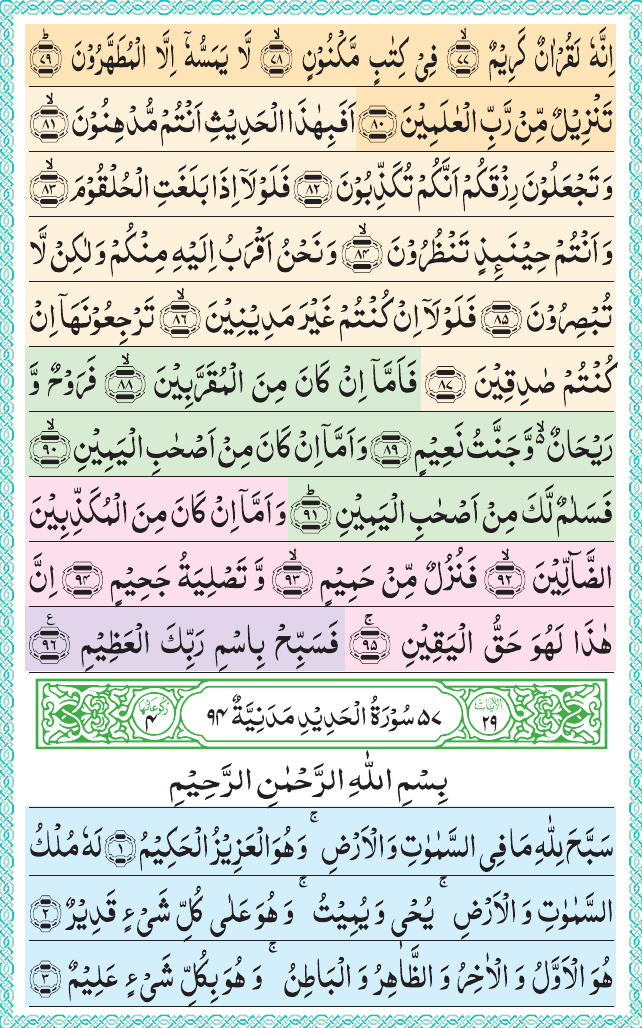 اِنَّهٗ لَقُرْاٰنٌ كَرِیْمٌ ۙ﴿۷۷﴾ فِیْ كِتٰبٍ مَّكْنُوْنٍ ۙ﴿۷۸﴾ لَّا یَمَسُّهٗۤ اِلَّا الْمُطَهَّرُوْنَ ؕ﴿۷۹﴾
تَنْزِیْلٌ مِّنْ رَّبِّ الْعٰلَمِیْنَ ﴿۸۰﴾ اَفَبِهٰذَا الْحَدِیْثِ اَنْتُمْ مُّدْهِنُوْنَ ۙ﴿۸۱﴾
وَ تَجْعَلُوْنَ رِزْقَكُمْ اَنَّكُمْ تُكَذِّبُوْنَ ﴿۸۲﴾ فَلَوْلَاۤ اِذَا بَلَغَتِ الْحُلْقُوْمَ ۙ﴿۸۳﴾
وَ اَنْتُمْ حِیْنَىِٕذٍ تَنْظُرُوْنَ ۙ﴿۸۴﴾ وَ نَحْنُ اَقْرَبُ اِلَیْهِ مِنْكُمْ وَ لٰكِنْ لَّا
تُبْصِرُوْنَ ﴿۸۵﴾ فَلَوْلَاۤ اِنْ كُنْتُمْ غَیْرَ مَدِیْنِیْنَ ۙ﴿۸۶﴾ تَرْجِعُوْنَهَاۤ اِنْ
كُنْتُمْ صٰدِقِیْنَ ﴿۸۷﴾ فَاَمَّاۤ اِنْ كَانَ مِنَ الْمُقَرَّبِیْنَ ۙ﴿۸۸﴾ فَرَوْحٌ وَّ
رَیْحَانٌ ۙ۬ وَّ جَنَّتُ نَعِیْمٍ ﴿۸۹﴾ وَ اَمَّاۤ اِنْ كَانَ مِنْ اَصْحٰبِ الْیَمِیْنِ ۙ﴿۹۰﴾
فَسَلٰمٌ لَّكَ مِنْ اَصْحٰبِ الْیَمِیْنِ ؕ﴿۹۱﴾ وَ اَمَّاۤ اِنْ كَانَ مِنَ الْمُكَذِّبِیْنَ
الضَّآلِّیْنَ ۙ﴿۹۲﴾ فَنُزُلٌ مِّنْ حَمِیْمٍ ۙ﴿۹۳﴾ وَّ تَصْلِیَةُ جَحِیْمٍ ﴿۹۴﴾ اِنَّ
هٰذَا لَهُوَ حَقُّ الْیَقِیْنِ ۚ﴿۹۵﴾ فَسَبِّحْ بِاسْمِ رَبِّكَ الْعَظِیْمِ ﴿۹۶﴾ ع
اٰیَاتُهَا ۲۹ ۵۷ سُوْرَةُ الْحَدِیْدِ مَدَنِیَّةٌ ۹۴ رُكُوْعَاتُهَا ۴
بِسْمِ اللّٰهِ الرَّحْمٰنِ الرَّحِیْمِ
سَبَّحَ لِلّٰهِ مَا فِی السَّمٰوٰتِ وَ الْاَرْضِ ۚ وَ هُوَ الْعَزِیْزُ الْحَكِیْمُ ﴿۱﴾ لَهٗ مُلْكُ
السَّمٰوٰتِ وَ الْاَرْضِ ۚ یُحْیٖ وَ یُمِیْتُ ۚ وَ هُوَ عَلٰى كُلِّ شَیْءٍ قَدِیْرٌ ﴿۲﴾
هُوَ الْاَوَّلُ وَ الْاٰخِرُ وَ الظَّاهِرُ وَ الْبَاطِنُ ۚ وَ هُوَ بِكُلِّ شَیْءٍ عَلِیْمٌ ﴿۳﴾